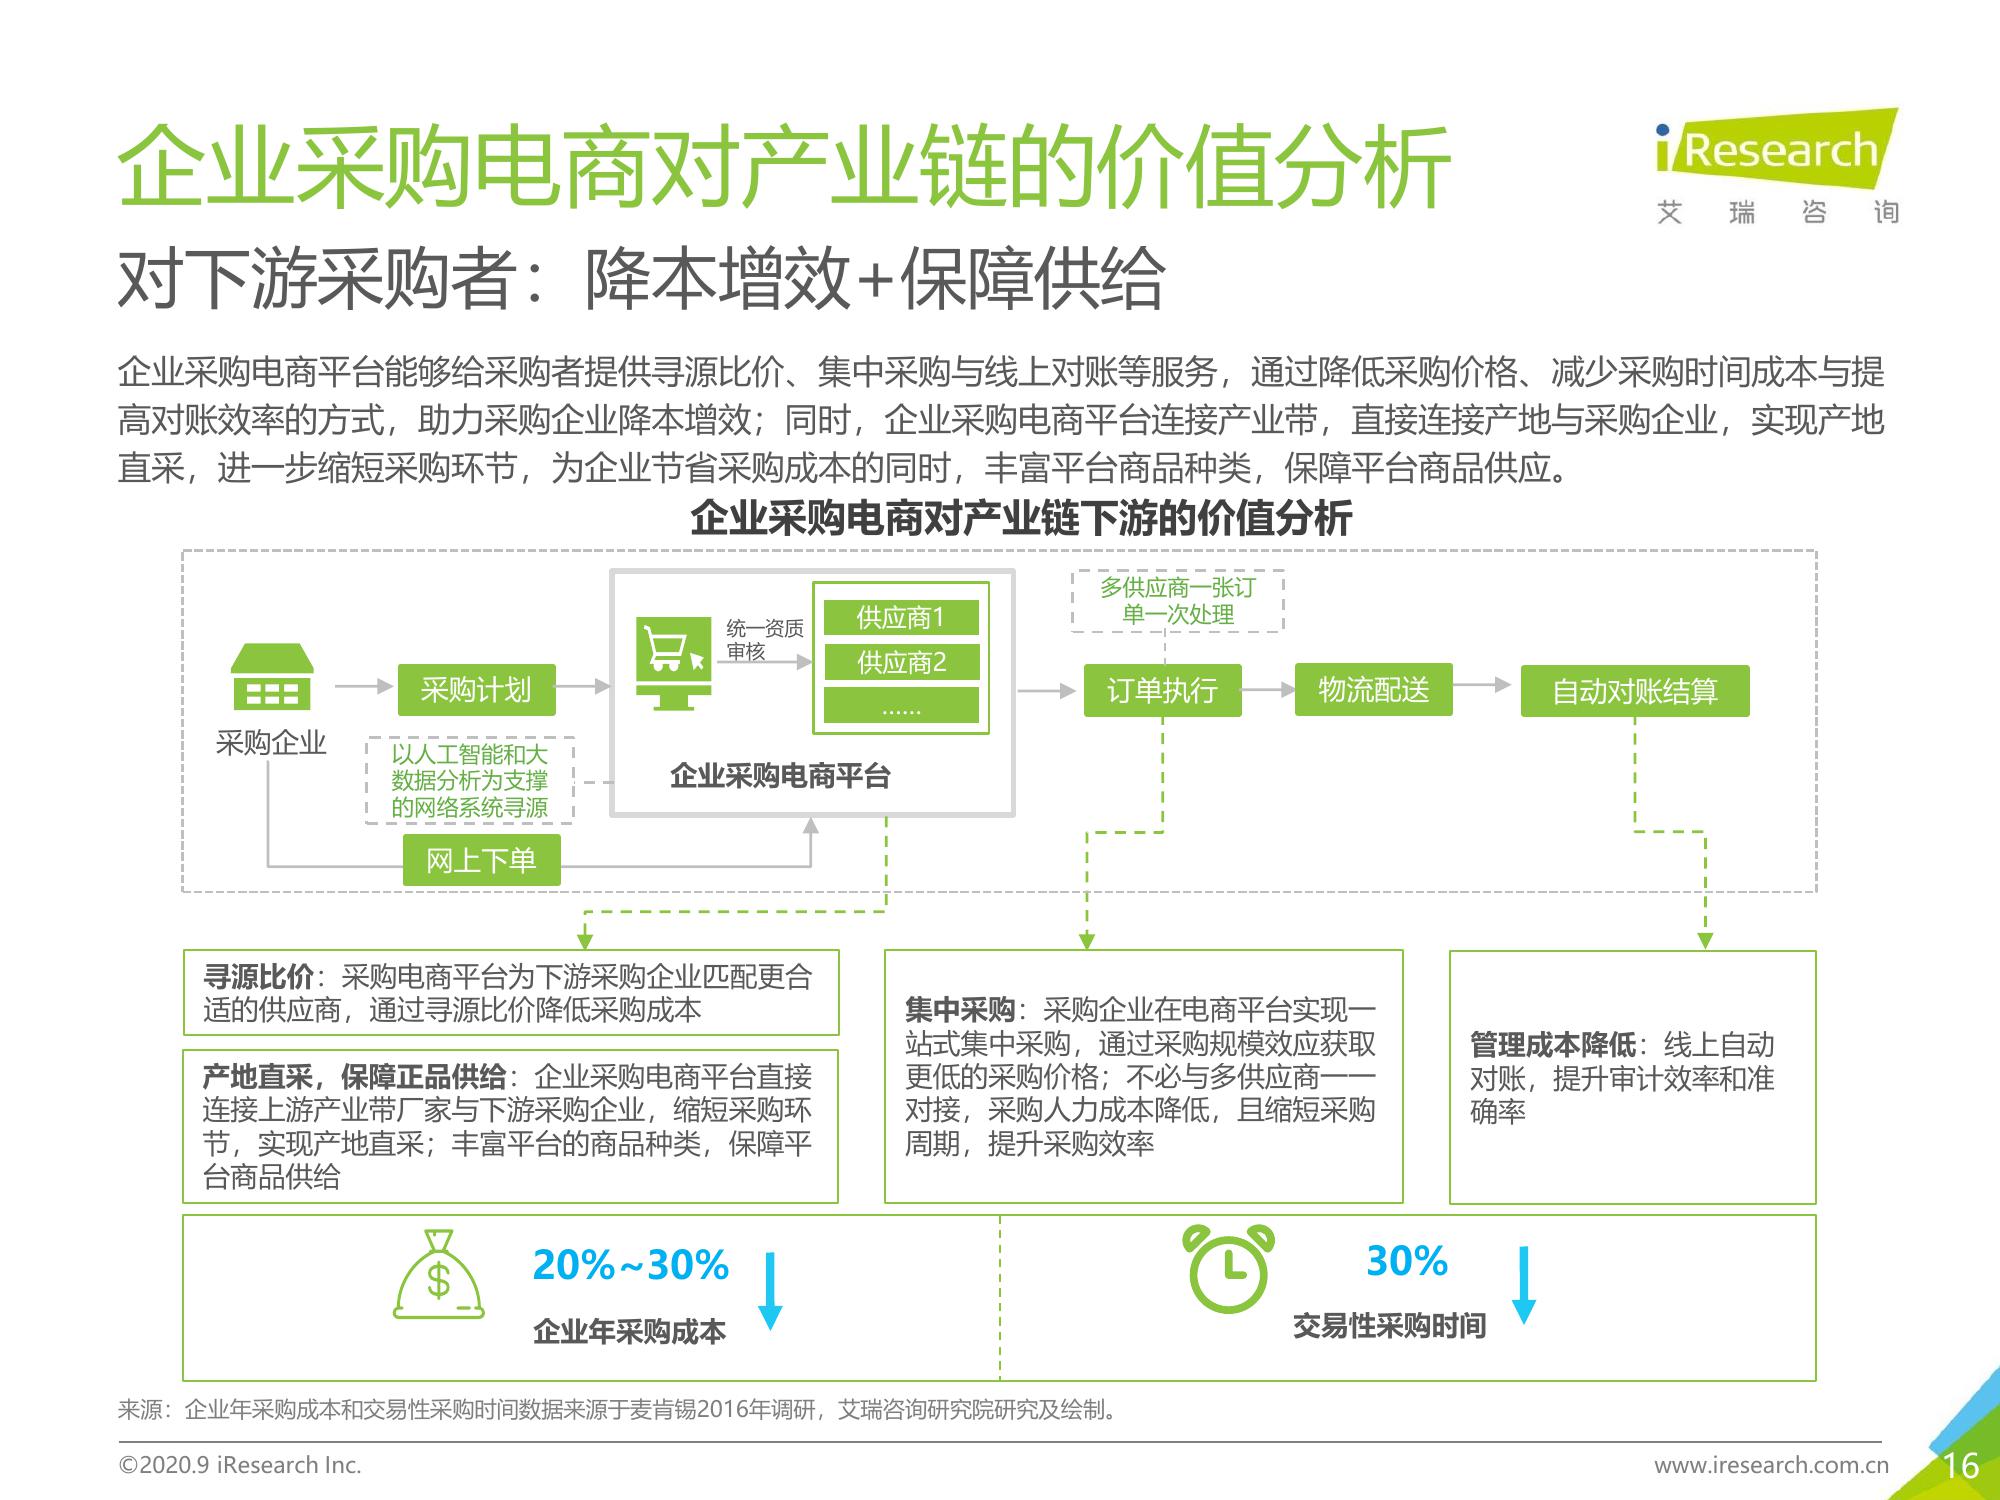 企业采购电商对产业链的价值分析
iResearch
艾瑞咨询
对下游采购者：降本增效+保障供给
企业采购电商平台能够给采购者提供寻源比价、集中采购与线上对账等服务，通过降低采购价格、减少采购时间成本与提
高对账效率的方式，助力采购企业降本增效；同时，企业采购电商平台连接产业带，直接连接产地与采购企业，实现产地
直采，进一步缩短采购环节，为企业节省采购成本的同时，丰富平台商品种类，保障平台商品供应。
企业采购电商对产业链下游的价值分析
采购企业
采购计划
以人工智能和大
数据分析为支撑
的网络系统寻源
网上下单
统一资质
审核
供应商1
供应商2
……
企业采购电商平台
多供应商一张订
单一次处理
订单执行
物流配送
自动对账结算
寻源比价：采购电商平台为下游采购企业匹配更合
适的供应商，通过寻源比价降低采购成本
产地直采，保障正品供给：企业采购电商平台直接
连接上游产业带厂家与下游采购企业，缩短采购环
节，实现产地直采；丰富平台的商品种类，保障平
台商品供给
集中采购：采购企业在电商平台实现一
站式集中采购，通过采购规模效应获取
更低的采购价格；不必与多供应商一一
对接，采购人力成本降低，且缩短采购
周期，提升采购效率
管理成本降低：线上自动
对账，提升审计效率和准
确率
$
20%~30%
企业年采购成本
30%
交易性采购时间
来源：企业年采购成本和交易性采购时间数据来源于麦肯锡2016年调研，艾瑞咨询研究院研究及绘制。
©2020.9 iResearch Inc.
www.iresearch.com.cn
16